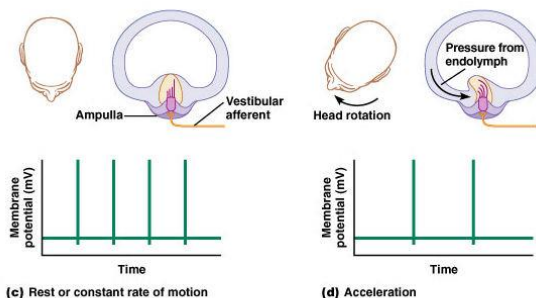 Pressure from
endolymph
Vestibular
afferent
Ampulla
Head rotation
Membrane
potential (mV)
Time
(c) Rest or constant rate of motion
Membrane
potential (mV)
Time
(d) Acceleration